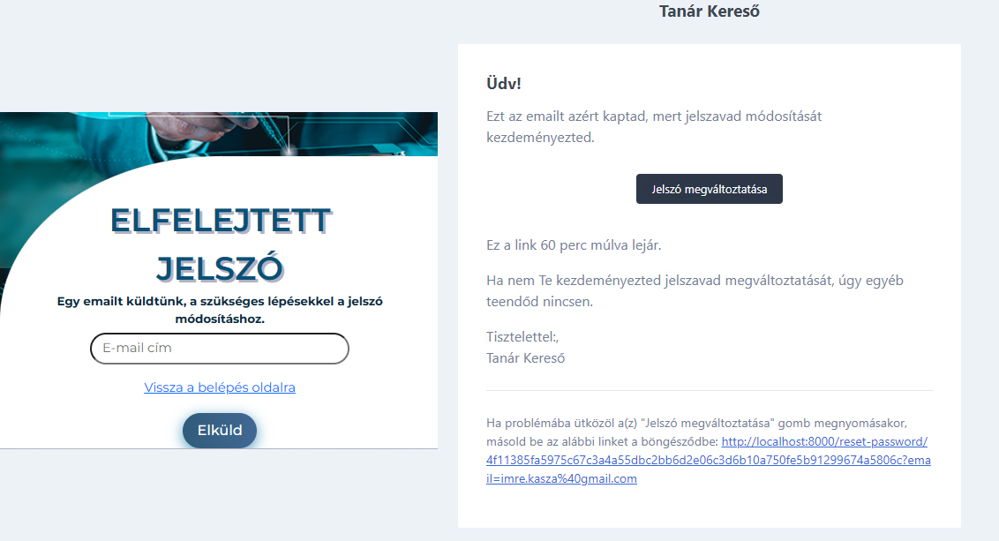 ELFELEJTETT
JELSZÓ
Egy emailt küldtünk, a szükséges lépésekkel a jelszó
módosításhoz.
E-mail cím
Vissza a belépés oldalra
Elküld
Tanár Kereső
Üdv!
Ezt az emailt azért kaptad, mert jelszavad módosítását
kezdeményezted.
Jelszó megváltoztatása
Ez a link 60 perc múlva lejár.
Ha nem Te kezdeményezted jelszavad megváltoztatását, úgy egyéb
teendőd nincsen.
Tisztelettel:,
Tanár Kereső
Ha problémába ütközöl a(z) "Jelszó megváltoztatása" gomb megnyomásakor,
másold be az alábbi linket a böngésződbe: http://localhost:8000/reset-password/
4f11385fa5975c67c3a4a55dbc2bb6d2e06c3d6b10a750fe5b91299674a5806c?ema
il=imre.kasza%40gmail.com